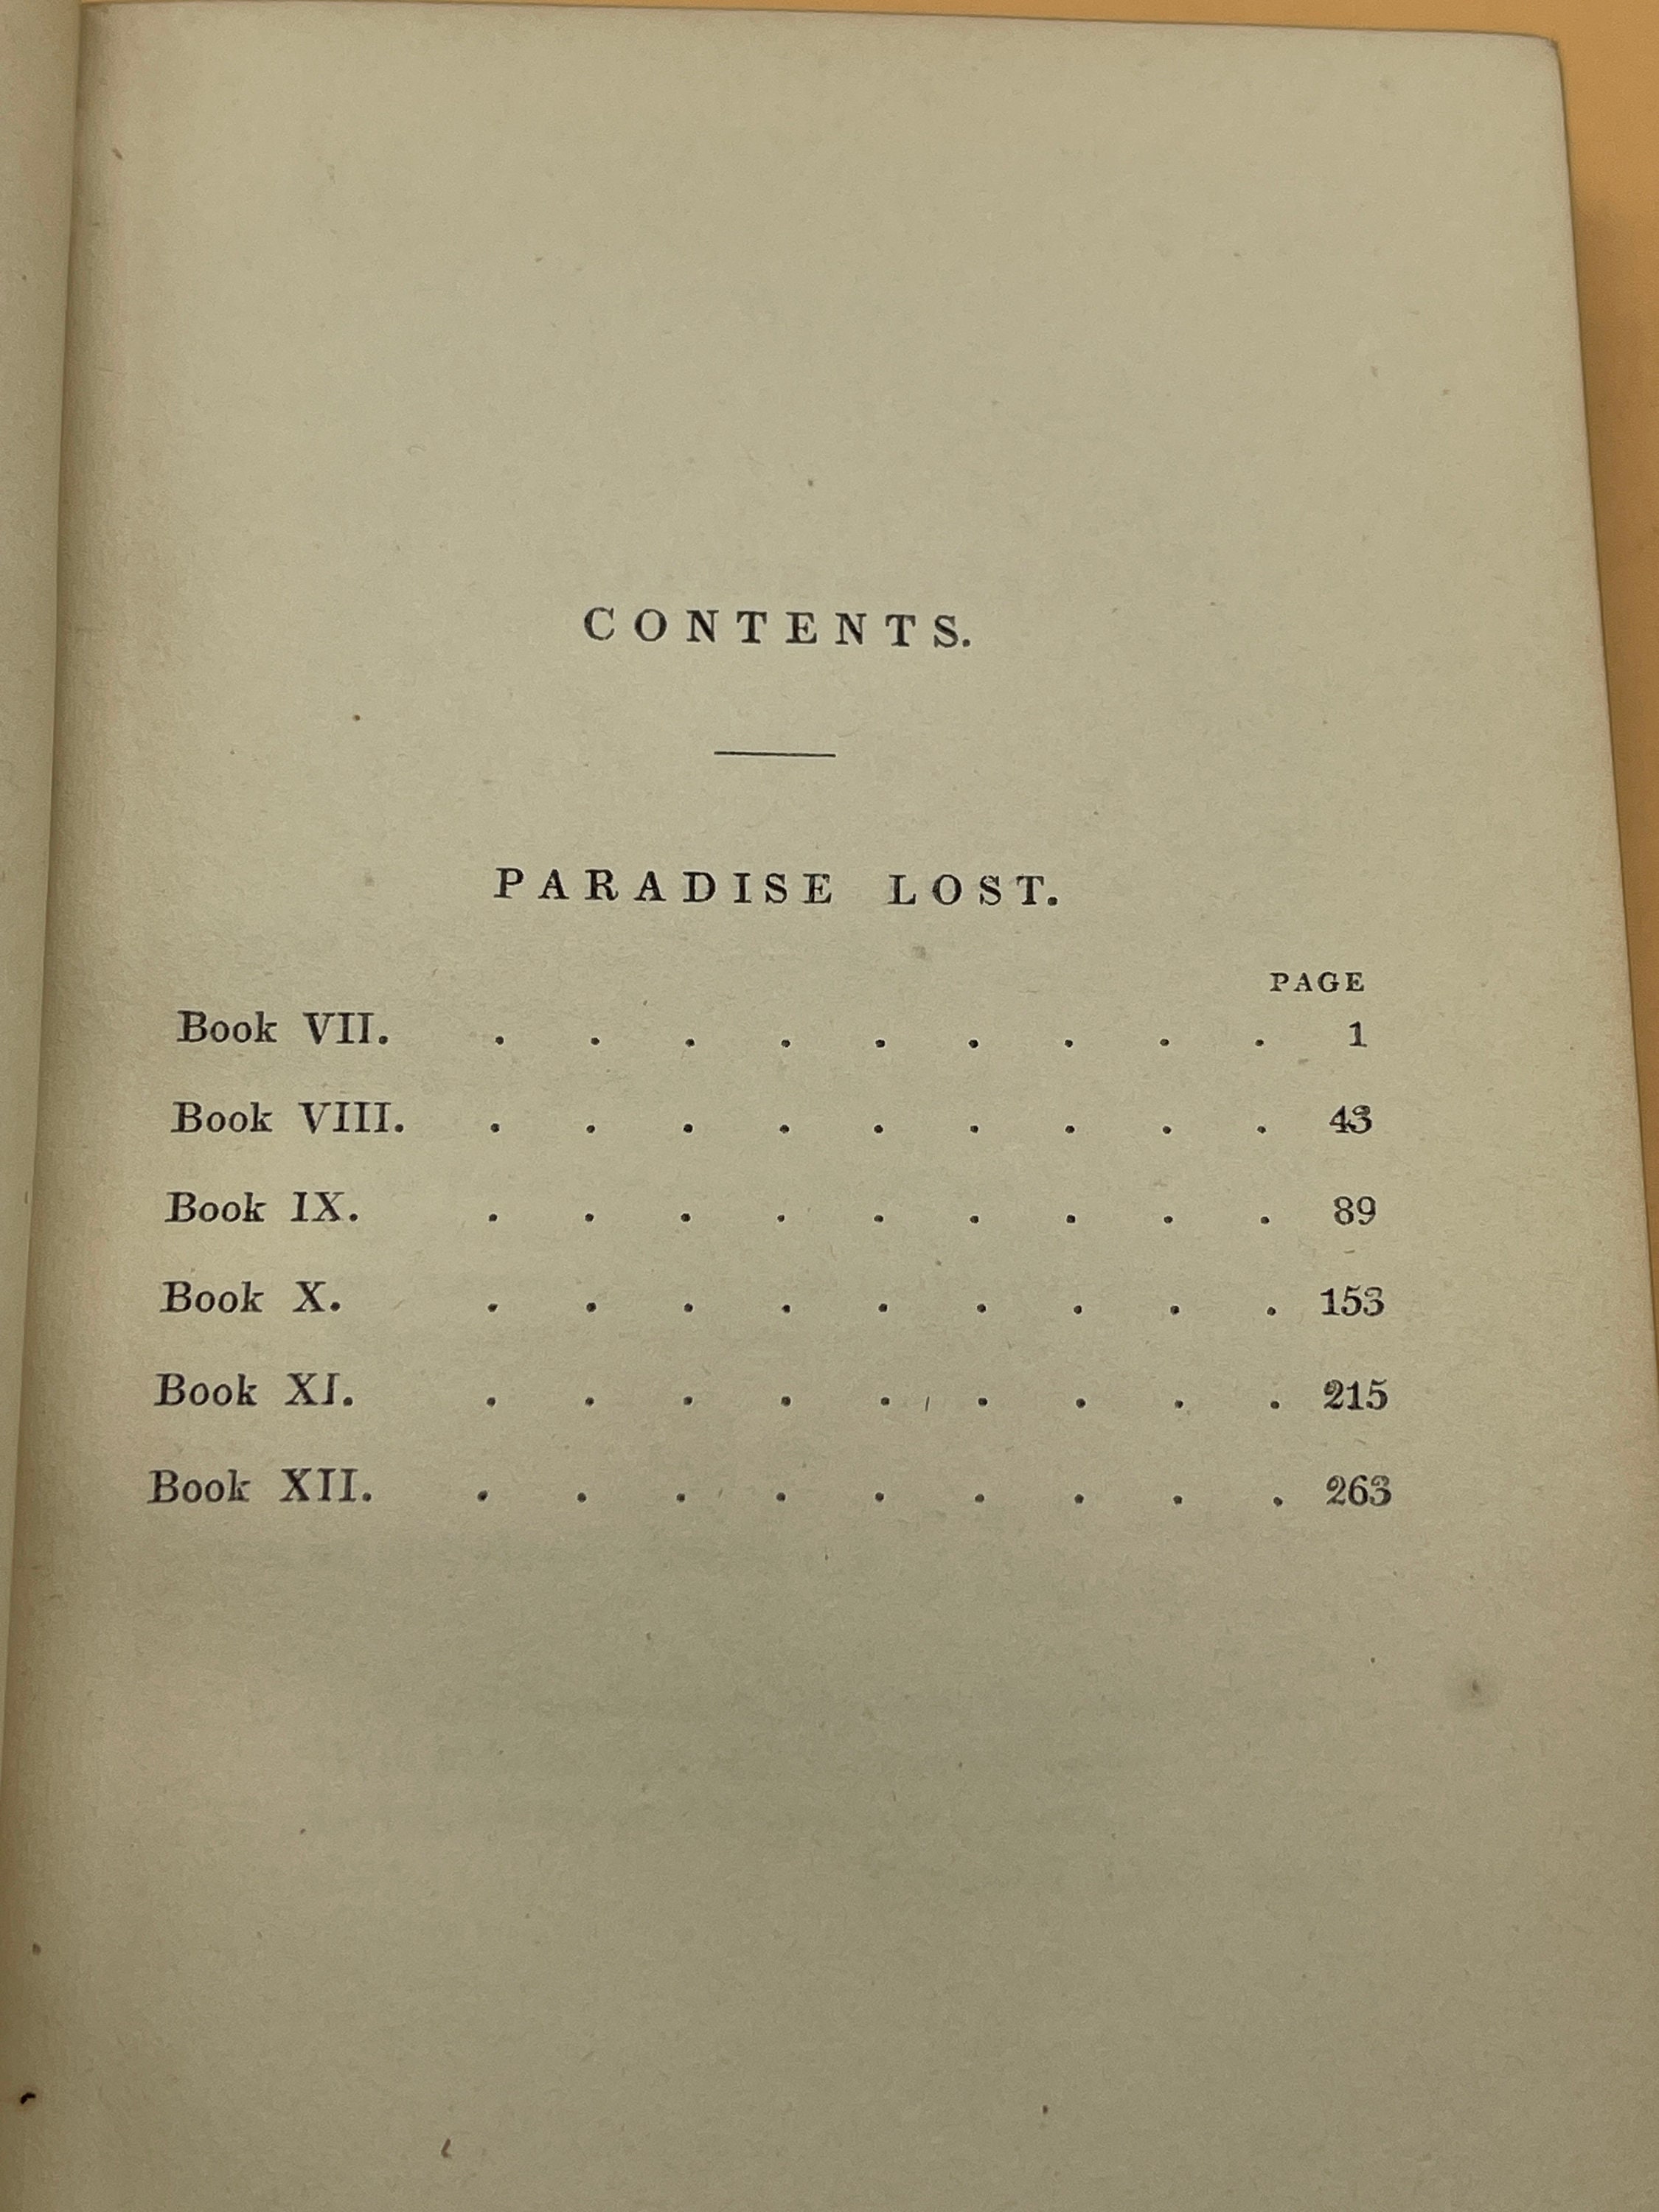 CONTENTS.
PARADISE LOST.
PAGE
Book VII. . . . . . . . . . 1
Book VIII. . . . . . . . . . 43
Book IX. . . . . . . . . . 89
Book X. . . . . . . . . . 153
Book XI. . . . . . . . . . 215
Book XII. . . . . . . . . . 263